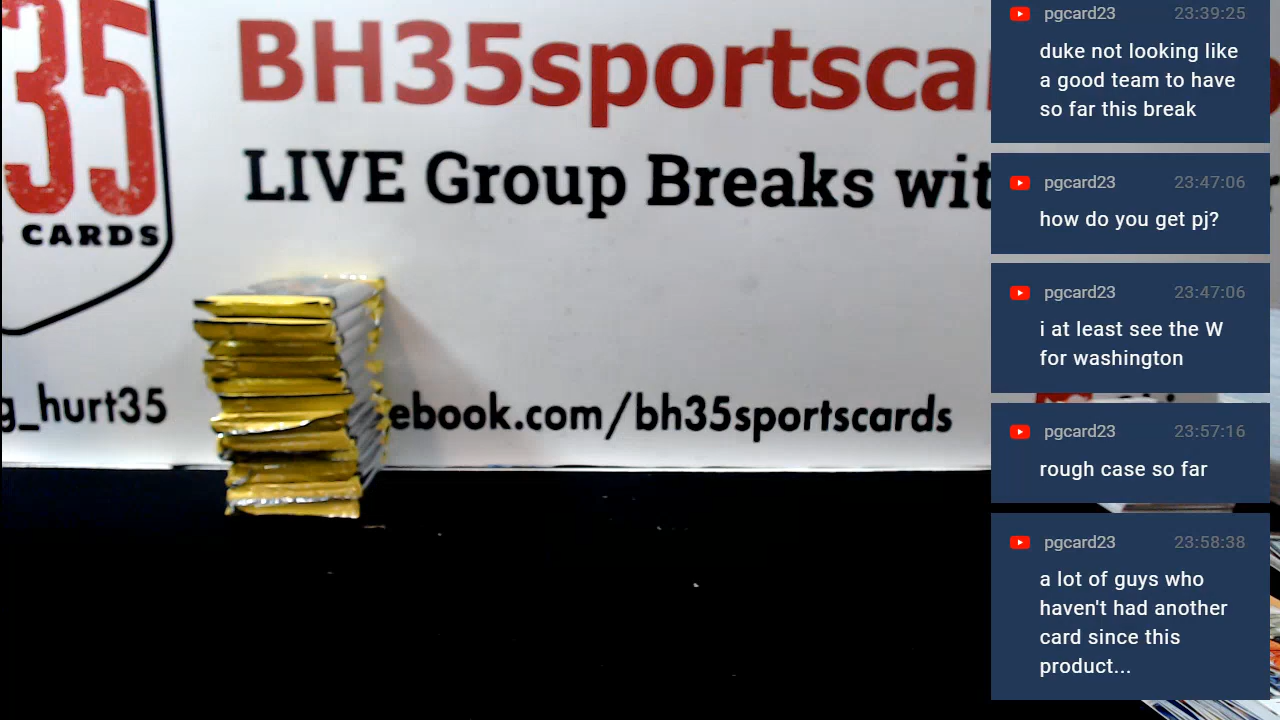 35
CARDS
BH35sportsca
LIVE Group Breaks wit
g_hurt35
ebook.com/bh35sportscards
pgcard23 23:39:25
duke not looking like
a good team to have
so far this break
pgcard23 23:47:06
how do you get pj?
pgcard23 23:47:06
i at least see the W
for washington
pgcard23 23:57:16
rough case so far
pgcard23 23:58:38
a lot of guys who
haven't had another
card since this
product...